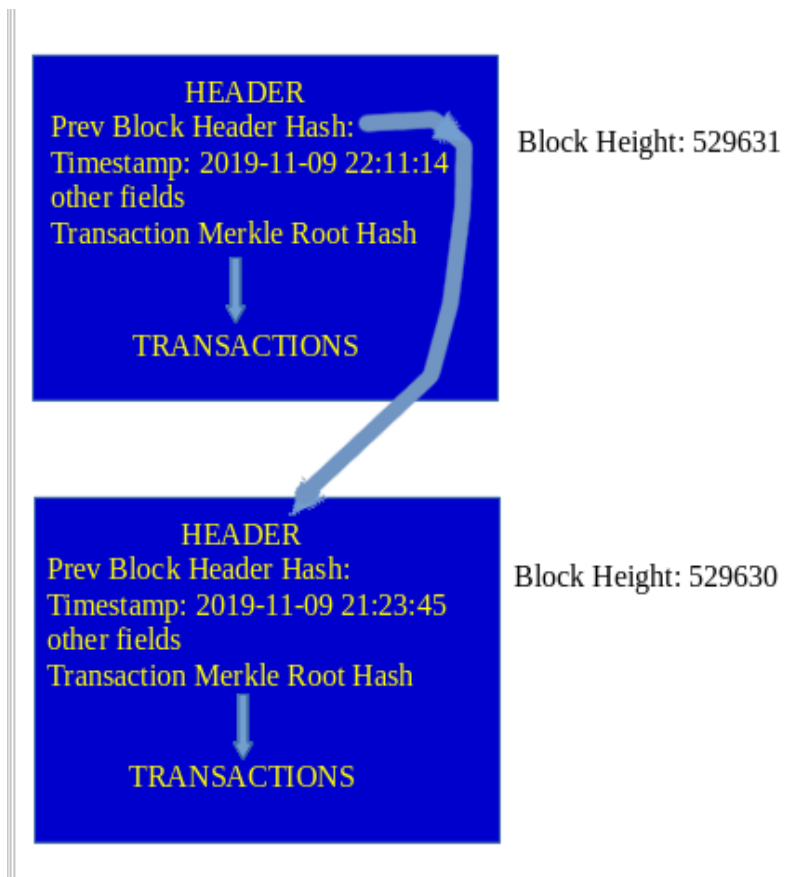 HEADER
Prev Block Header Hash:
Timestamp: 2019-11-09 22:11:14
other fields
Transaction Merkle Root Hash
TRANSACTIONS
Block Height: 529631
HEADER
Prev Block Header Hash:
Timestamp: 2019-11-09 21:23:45
other fields
Transaction Merkle Root Hash
TRANSACTIONS
Block Height: 529630